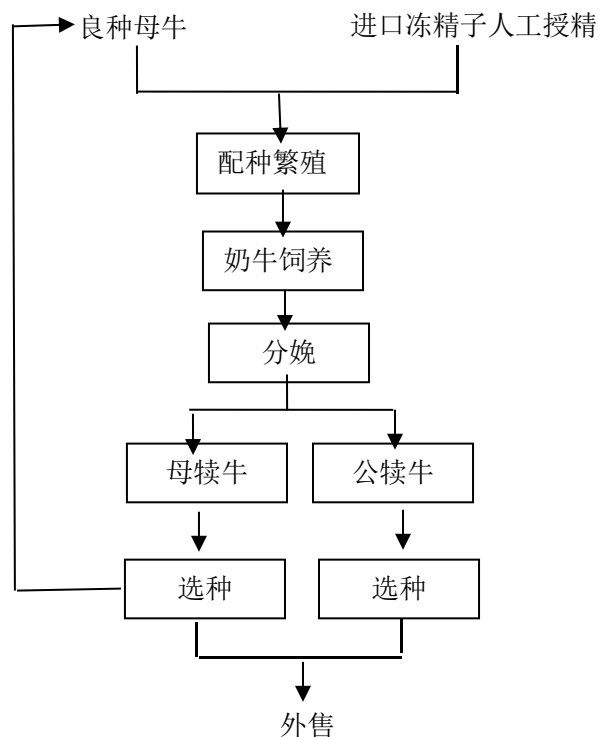 良种母牛
进口冻精子人工授精
配种繁殖
奶牛饲养
分娩
母犊牛
公犊牛
选种
选种
外售